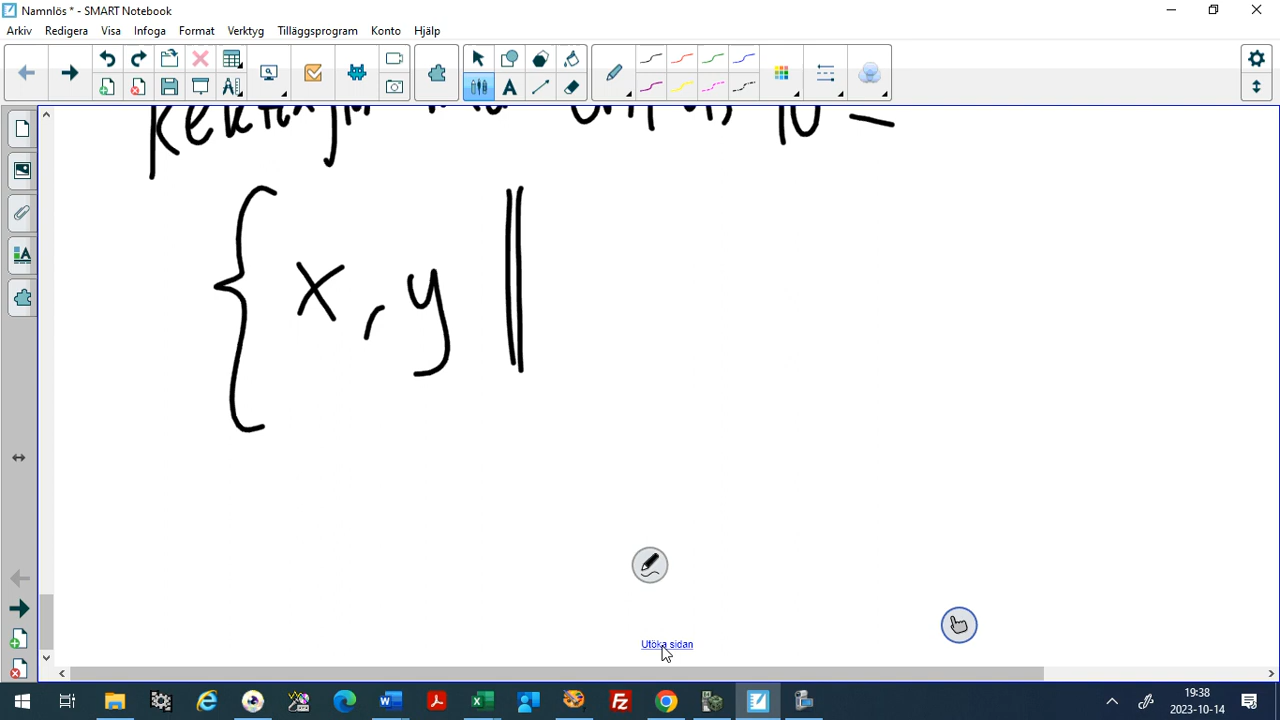 Namnlös * - SMART Notebook
Arkiv Redigera Visa Infoga Format Verktyg Tilläggsprogram Konto Hjälp
{ x, y ||
Utöka sidan
19:38
2023-10-14